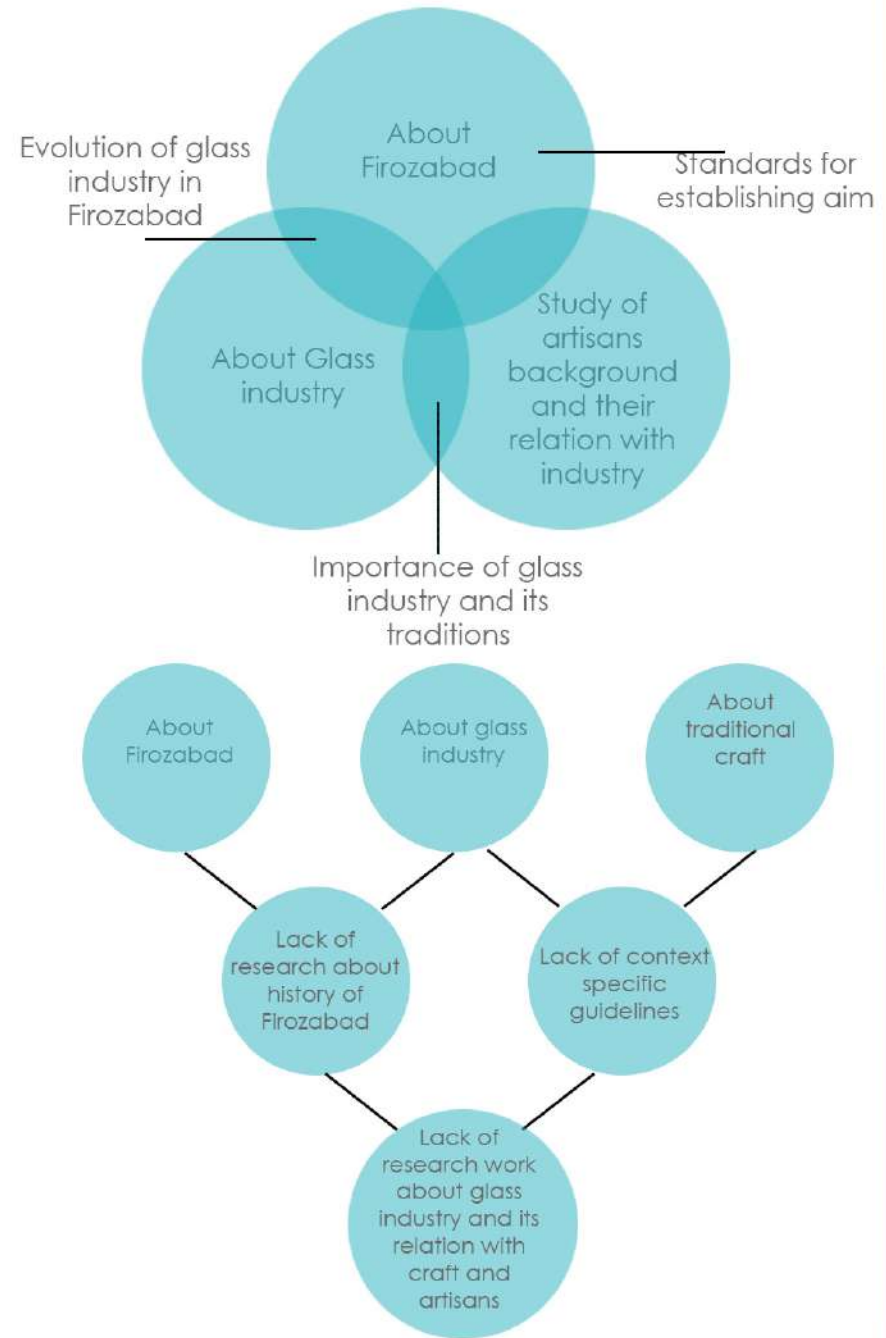 About
Firozabad
Evolution of glass
industry in
Firozabad
Standards for
establishing aim
About Glass
industry
Study of
artisans
background
and their
relation with
industry
Importance of glass
industry and its
traditions
About
Firozabad
About glass
industry
About
traditional
craft
Lack of
research about
history of
Firozabad
Lack of context
specific
guidelines
Lack of
research work
about glass
industry and its
relation with
craft and
artisans